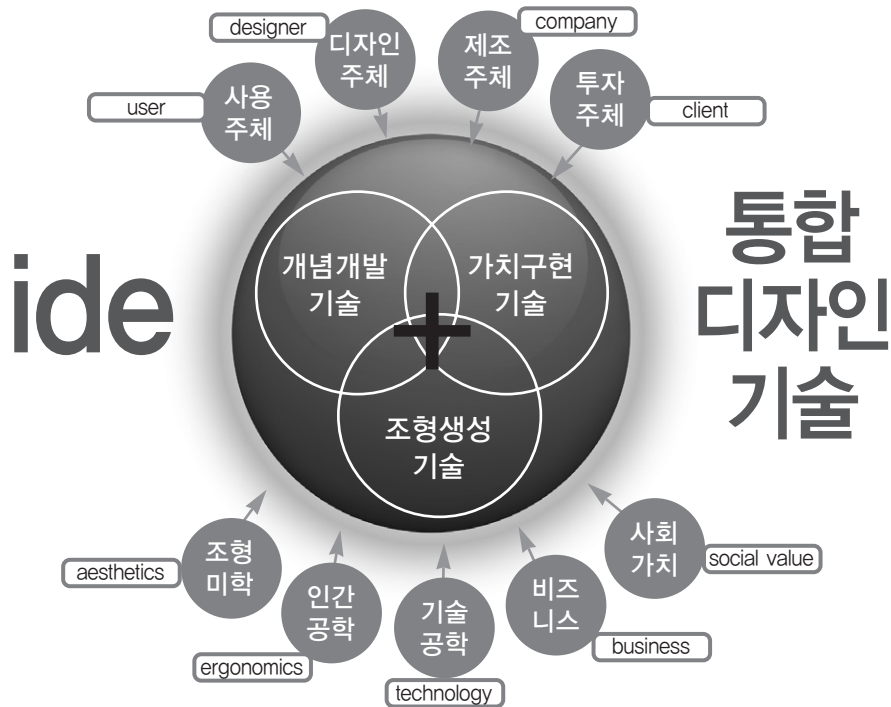 designer
디자인
주체
company
제조
주체
user
사용
주체
투자
주체
client
ide
개념개발
기술
가치구현
기술
조형생성
기술
통합
디자인
기술
aesthetics
조형
미학
ergonomics
인간
공학
technology
기술
공학
business
비즈
니스
social value
사회
가치